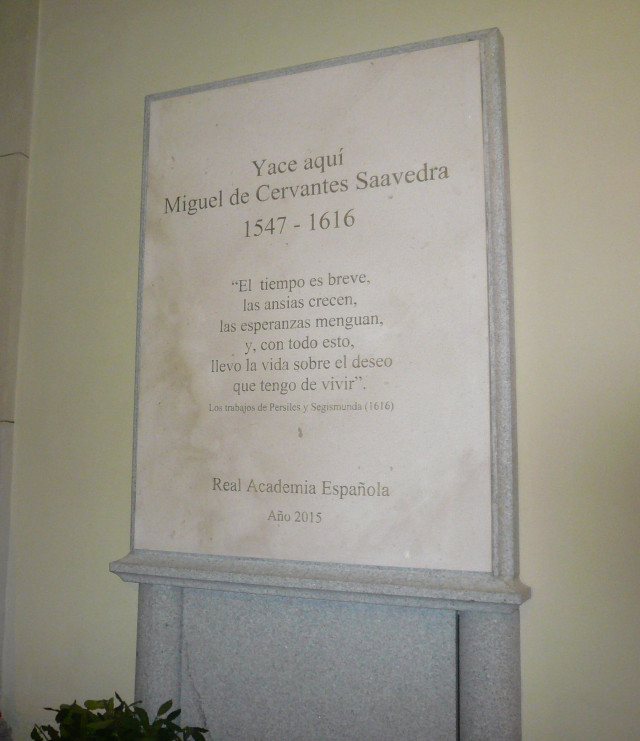 Yace aquí
Miguel de Cervantes Saavedra
1547 - 1616
“El tiempo es breve,
las ansias crecen,
las esperanzas menguan,
y, con todo esto,
llevo la vida sobre el deseo
que tengo de vivir”.
Los trabajos de Persiles y Segismunda (1616)
Real Academia Española
Año 2015